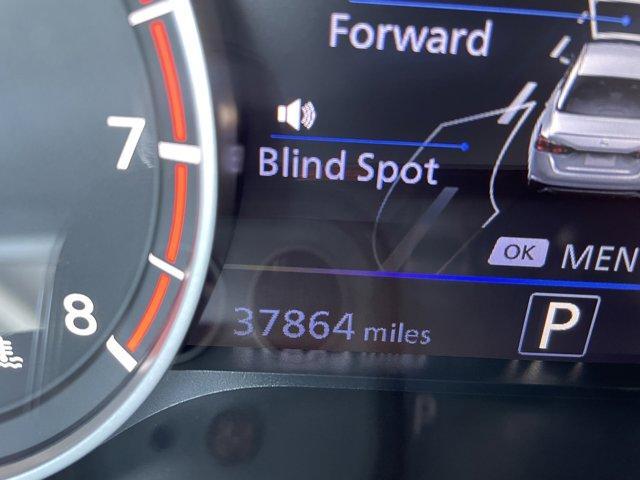 Forward
7
Blind Spot
OK MEN
8
37864 miles P